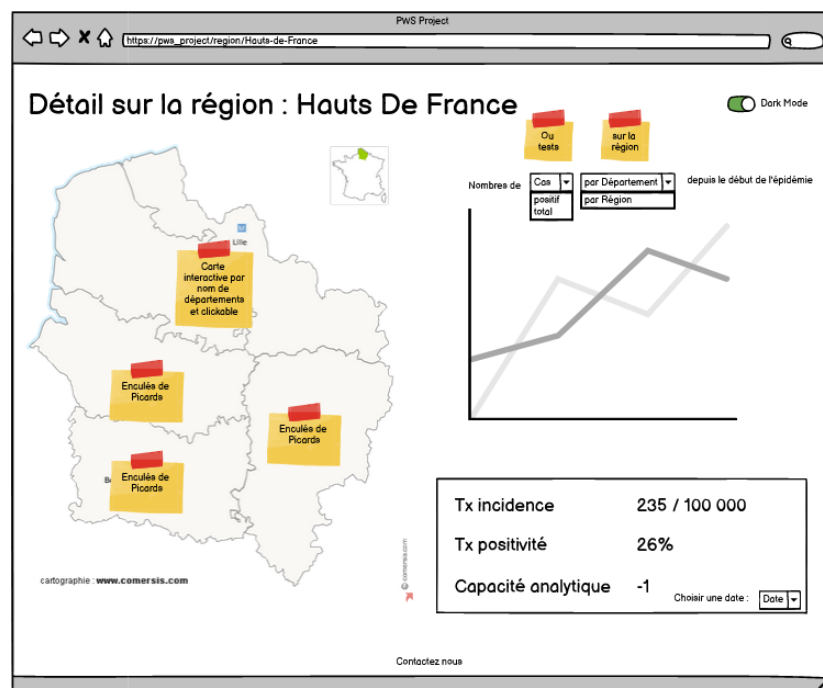 PWS Project
https://pws_project/region/Hauts-de-France
Détail sur la région : Hauts De France
Dark Mode
Ou
tests
sur la
région
Nombres de
Cas
positif
total
par Département
par Région
depuis le début de l'épidémie
Lille
Carte
interactive par
nom de
départements
et clickable
Enculés de
Picards
Enculés de
Picards
Be
Enculés de
Picards
cartographie : www.comersis.com
© comersis.com
Tx incidence 235 / 100 000
Tx positivité 26%
Capacité analytique -1
Choisir une date : Date
Contactez nous